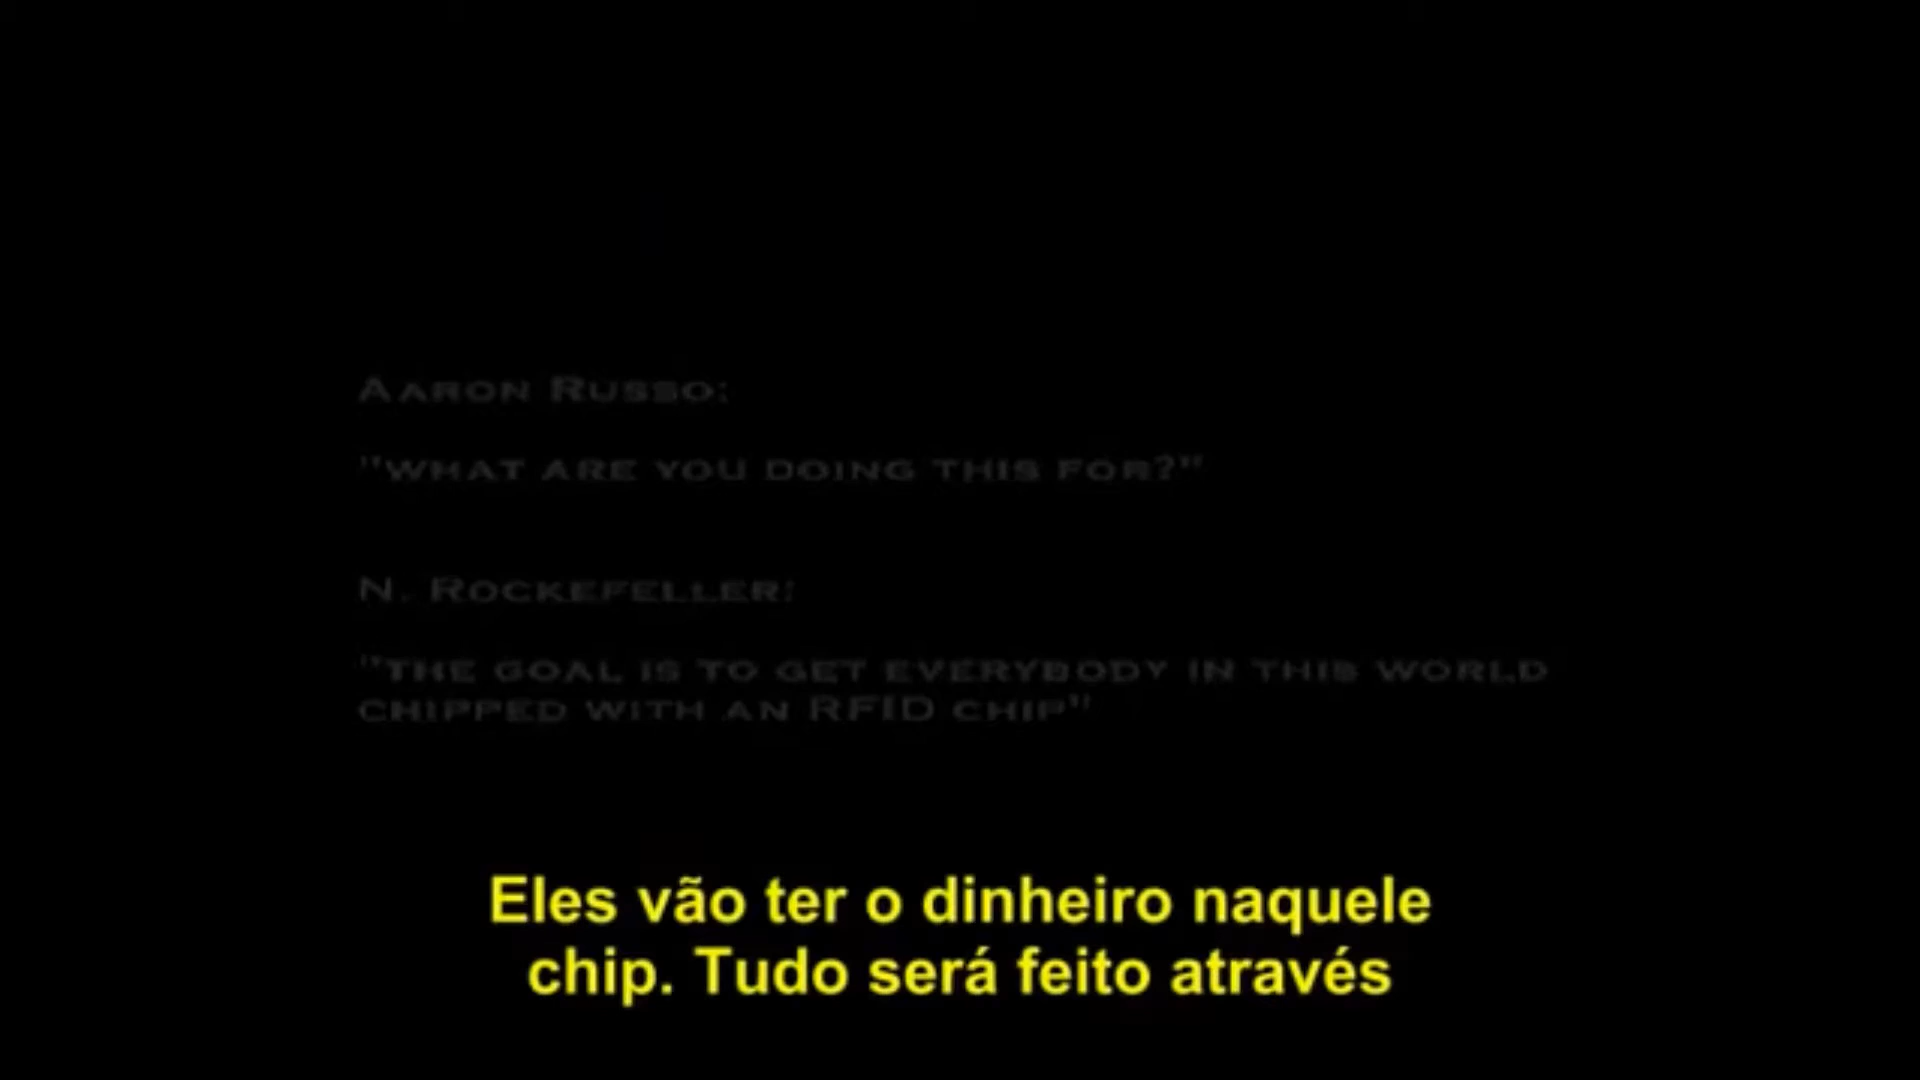 Aaron Russo:
"what are you doing this for?"
N. Rockefeller:
"the goal is to get everybody in this world
chipped with an RFID chip"
Eles vão ter o dinheiro naquele
chip. Tudo será feito através